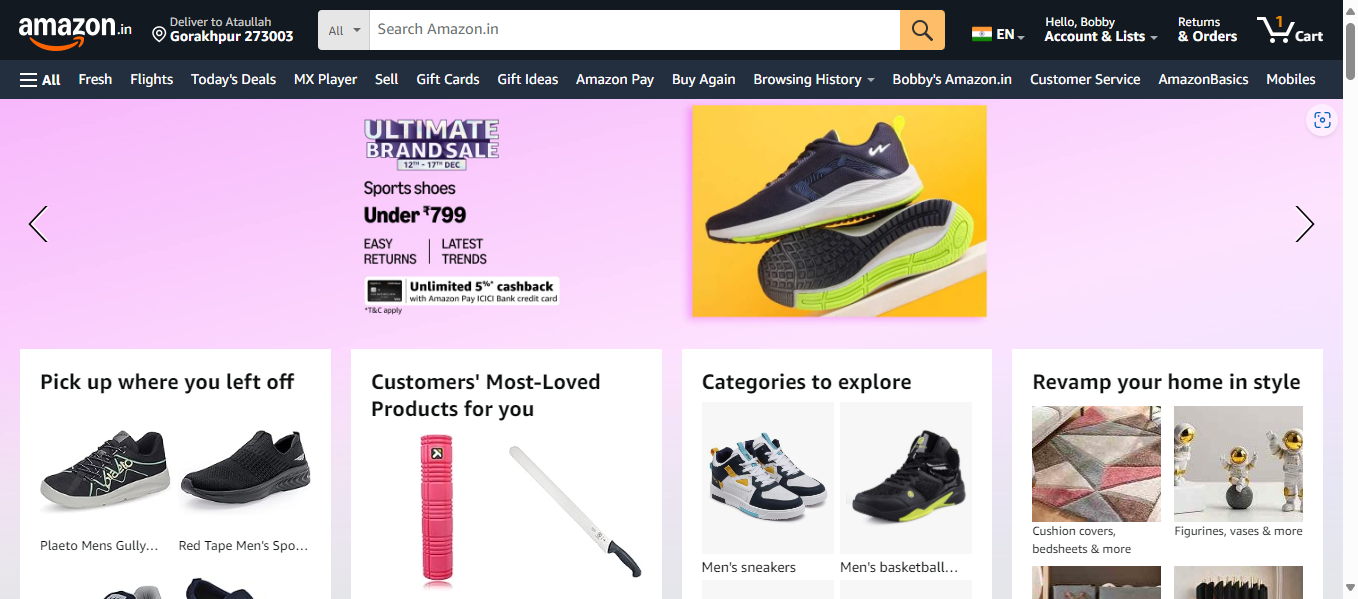 amazon.in
Deliver to Ataullah
Gorakhpur 273003
All
Search Amazon.in
EN
Hello, Bobby
Account & Lists
Returns
& Orders
1
Cart
All
Fresh
Flights
Today's Deals
MX Player
Sell
Gift Cards
Gift Ideas
Amazon Pay
Buy Again
Browsing History
Bobby's Amazon.in
Customer Service
AmazonBasics
Mobiles
ULTIMATE
BRAND SALE
12TH - 17TH DEC
Sports shoes
Under ₹799
EASY
RETURNS
LATEST
TRENDS
Unlimited 5%* cashback
with Amazon Pay ICICI Bank credit card
*T&C apply
Pick up where you left off
Plaeto Mens Gully...
Red Tape Men's Spo...
Customers' Most-Loved
Products for you
Categories to explore
Men's sneakers
Men's basketball...
Revamp your home in style
Cushion covers,
bedsheets & more
Figurines, vases & more